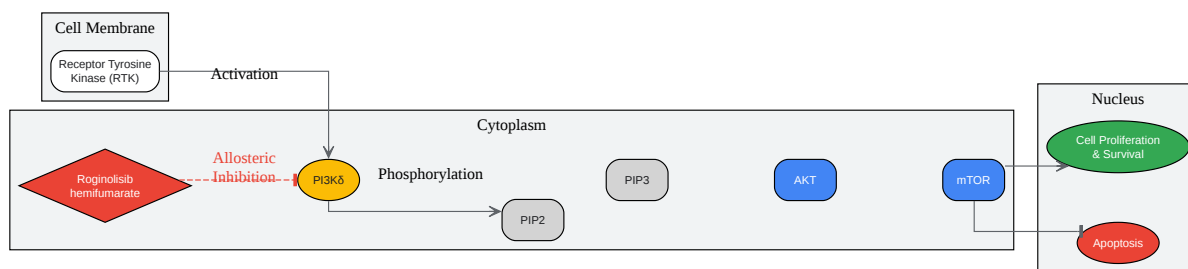 Cell Membrane
Receptor Tyrosine
Kinase (RTK)
Activation
Cytoplasm
Roginolisib
hemifumarate
Allosteric
Inhibition
PI3Kδ
Phosphorylation
PIP2
PIP3
AKT
mTOR
Nucleus
Cell Proliferation
& Survival
Apoptosis